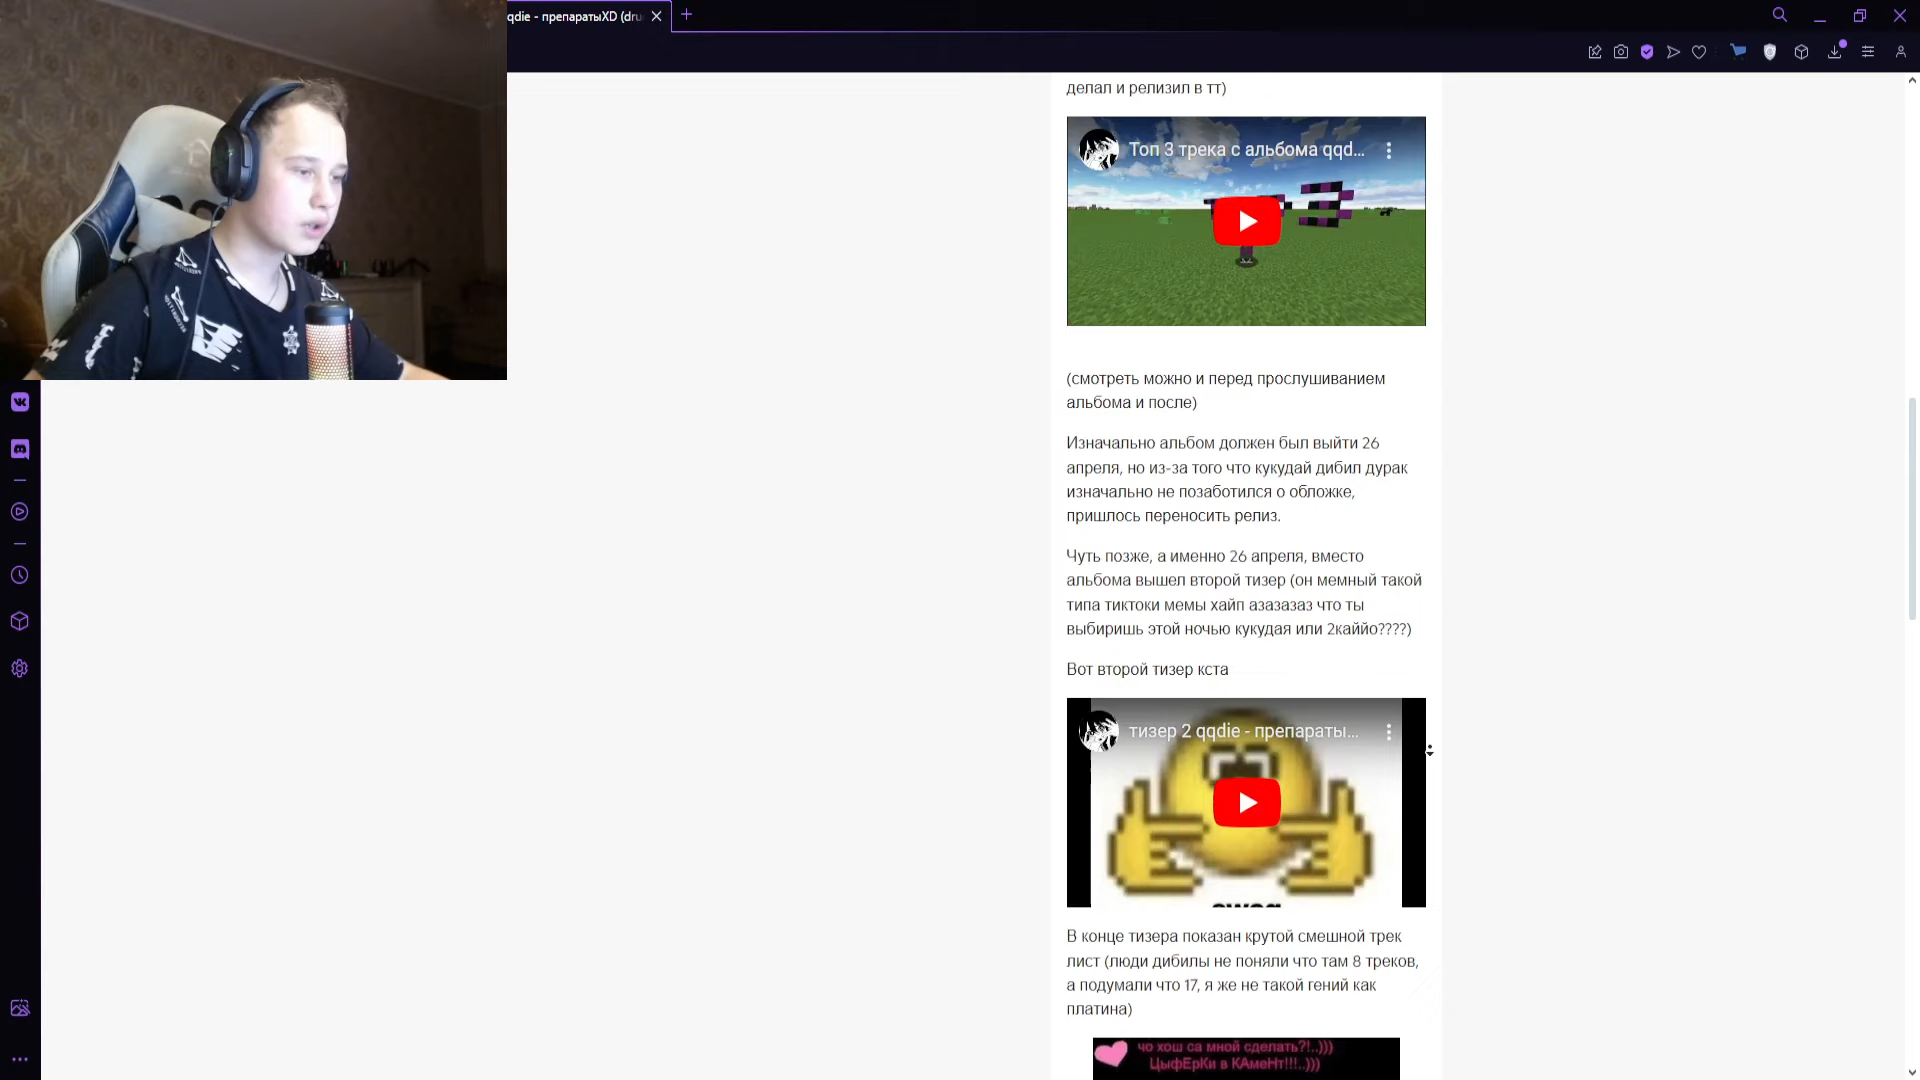 qdie - препаратыXD (dru
делал и релизил в тт)
Топ 3 трека с альбома qqd...
(смотреть можно и перед прослушиванием
альбома и после)
Изначально альбом должен был выйти 26
апреля, но из-за того что кукудай дибил дурак
изначально не позаботился о обложке,
пришлось переносить релиз.
Чуть позже, а именно 26 апреля, вместо
альбома вышел второй тизер (он мемный такой
типа тиктоки мемы хайп азазазаз что ты
выбиришь этой ночью кукудая или 2каййо????)
Вот второй тизер кста
тизер 2 qqdie - препараты...
В конце тизера показан крутой смешной трек
лист (люди дибилы не поняли что там 8 треков,
а подумали что 17, я же не такой гений как
платина)
чо хош са мной сделать?!..)))
ЦыфЕрКи в КАмеНт!!!..)))